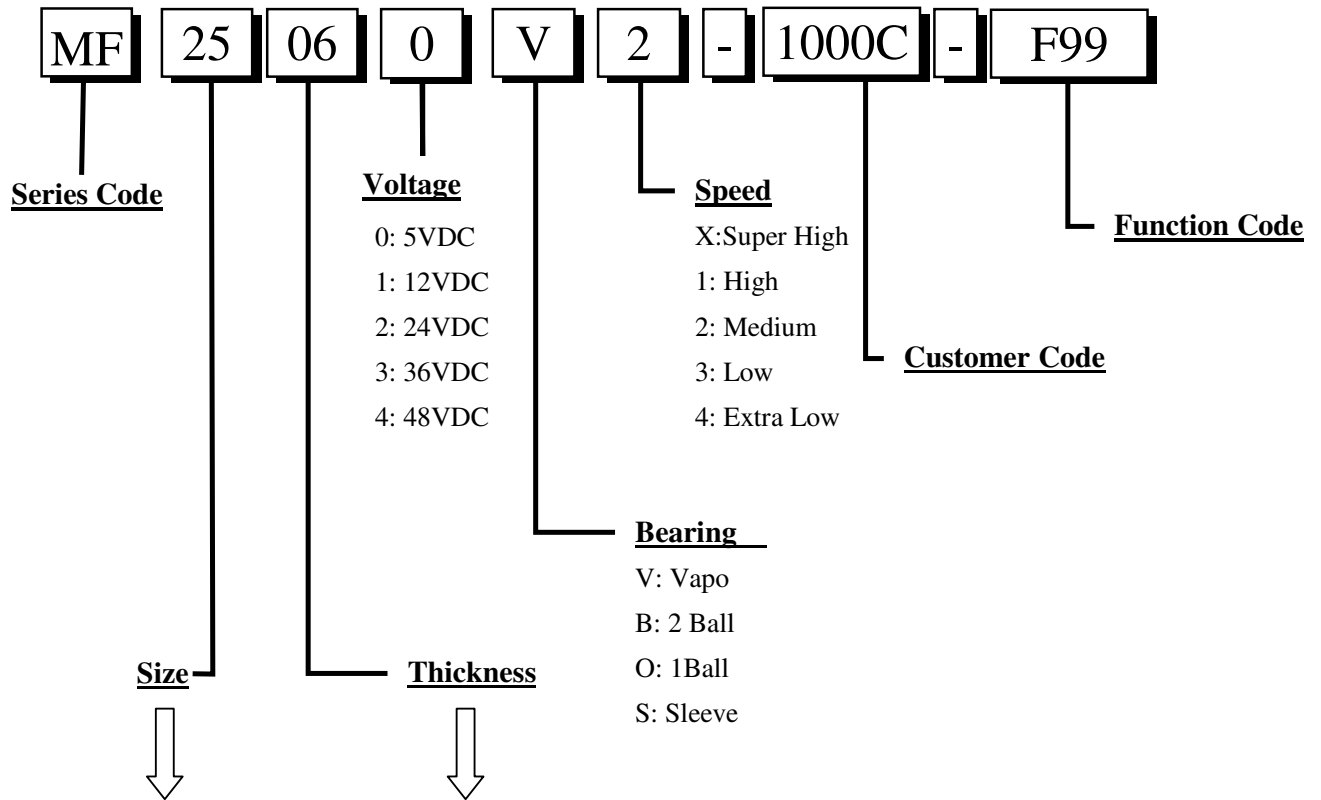 MF 25 06 0 V 2 - 1000C - F99
Series Code
Voltage
0: 5VDC
1: 12VDC
2: 24VDC
3: 36VDC
4: 48VDC
Speed
X:Super High
1: High
2: Medium
3: Low
4: Extra Low
Function Code
Customer Code
Bearing
V: Vapo
B: 2 Ball
O: 1Ball
S: Sleeve
Size
Thickness